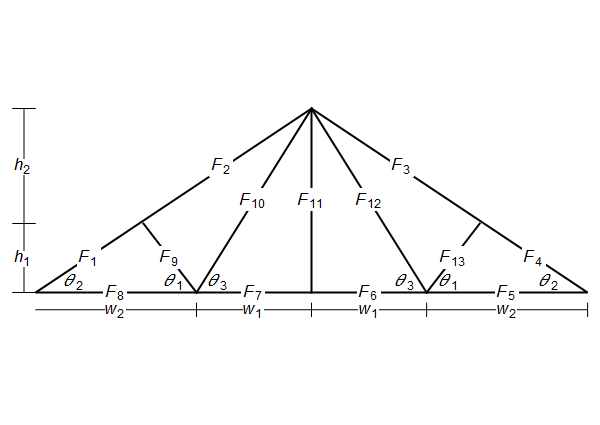 h₂ F₂ F₃
F₁₀ F₁₁ F₁₂
h₁ F₁ F₉ F₁₃ F₄
θ₂ θ₁ θ₃ θ₃ θ₁ θ₂
F₈ F₇ F₆ F₅
w₂ w₁ w₁ w₂